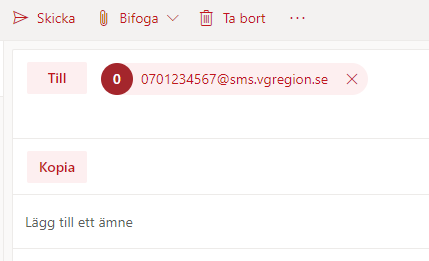 Skicka Bifoga Ta bort ...
Till 0 0701234567@sms.vgregion.se
Kopia
Lägg till ett ämne